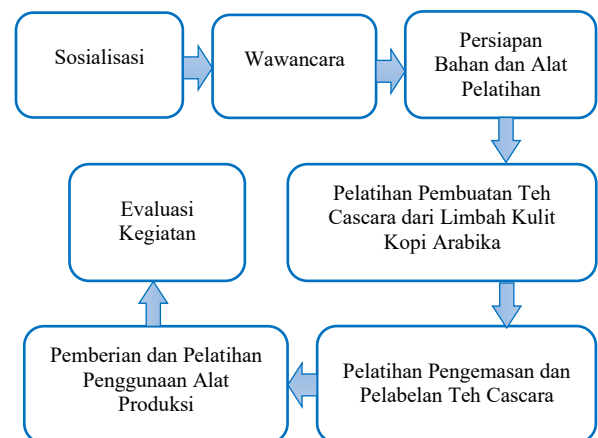 Sosialisasi
Wawancara
Persiapan
Bahan dan Alat
Pelatihan
Pelatihan Pembuatan Teh
Cascara dari Limbah Kulit
Kopi Arabika
Pelatihan Pengemasan dan
Pelabelan Teh Cascara
Pemberian dan Pelatihan
Penggunaan Alat
Produksi
Evaluasi
Kegiatan